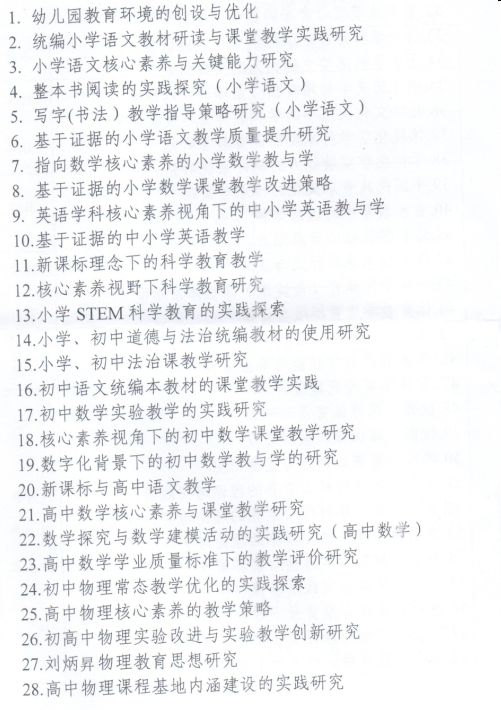 1. 幼儿园教育环境的创设与优化
2. 统编小学语文教材研读与课堂教学实践研究
3. 小学语文核心素养与关键能力研究
4. 整本书阅读的实践探究（小学语文）
5. 写字(书法）教学指导策略研究（小学语文）
6. 基于证据的小学语文教学质量提升研究
7. 指向数学核心素养的小学数学教与学
8. 基于证据的小学数学课堂教学改进策略
9. 英语学科核心素养视角下的中小学英语教与学
10.基于证据的中小学英语教学
11.新课标理念下的科学教育教学
12.核心素养视野下科学教育研究
13.小学 STEM 科学教育的实践探索
14.小学、初中道德与法治统编教材的使用研究
15.小学、初中法治课教学研究
16.初中语文统编本教材的课堂教学实践
17.初中数学实验教学的实践研究
18.核心素养视角下的初中数学课堂教学研究
19.数字化背景下的初中数学教与学的研究
20.新课标与高中语文教学
21.高中数学核心素养与课堂教学研究
22.数学探究与数学建模活动的实践研究（高中数学）
23.高中数学学业质量标准下的教学评价研究
24.初中物理常态教学优化的实践探索
25.高中物理核心素养的教学策略
26.初高中物理实验改进与实验教学创新研究
27.刘炳昇物理教育思想研究
28.高中物理课程基地内涵建设的实践研究